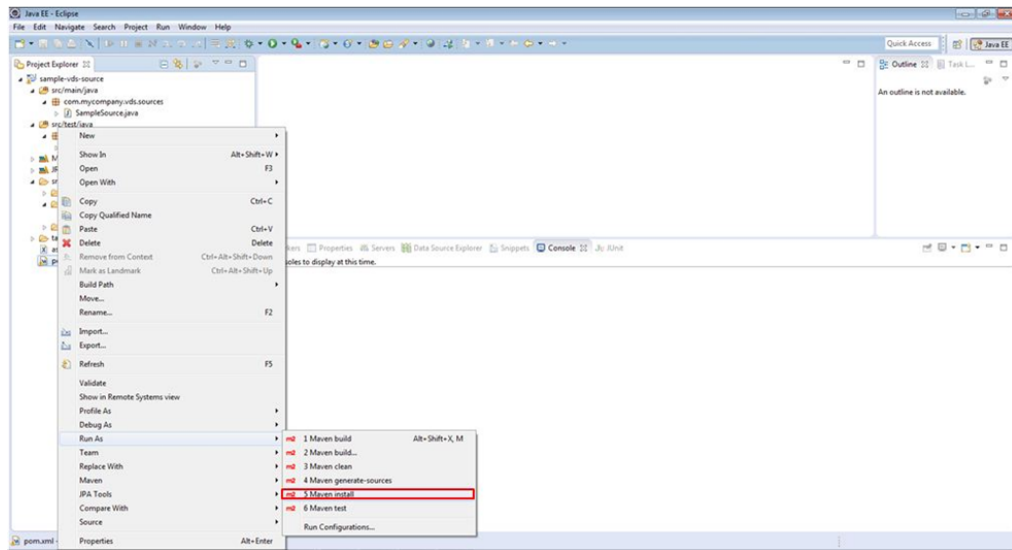 Java EE - Eclipse
File Edit Navigate Search Project Run Window Help
Quick Access
Java EE
Project Explorer
sample-vds-source
src/main/java
com.mycompany.vds.sources
SampleSource.java
src/test/java
Outline
Task L...
An outline is not available.
New
Show In Alt+Shift+W
Open F3
Open With
Copy Ctrl+C
Copy Qualified Name
Paste Ctrl+V
Delete Delete
Remove from Context Ctrl+Alt+Shift+Down
Mark as Landmark Ctrl+Alt+Shift+Up
Build Path
Move...
Rename... F2
Import...
Export...
Refresh F5
Validate
Show in Remote Systems view
Profile As
Debug As
Run As
Team
Replace With
Maven
JPA Tools
Compare With
Source
Properties Alt+Enter
kers Properties Servers Data Source Explorer Snippets Console JUnit
soles to display at this time.
m2 1 Maven build Alt+Shift+X, M
m2 2 Maven build...
m2 3 Maven clean
m2 4 Maven generate-sources
m2 5 Maven install
m2 6 Maven test
Run Configurations...
pom.xml